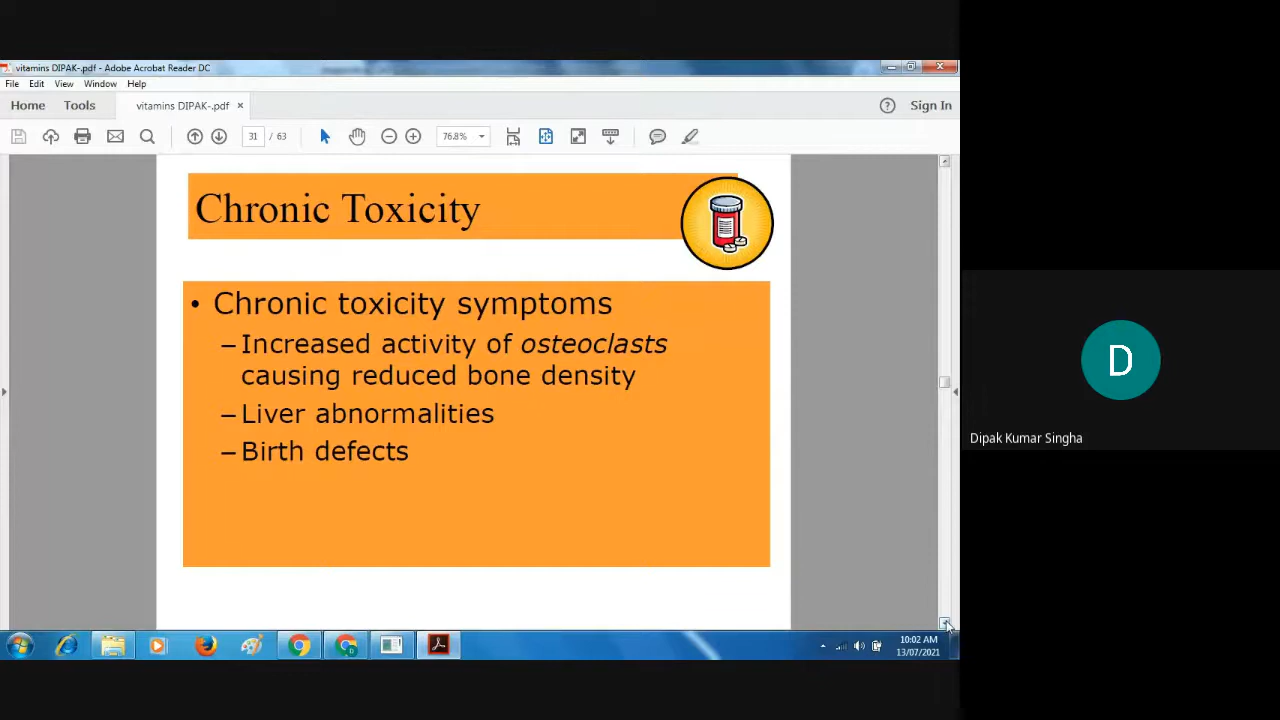 vitamins DIPAK-.pdf - Adobe Acrobat Reader DC
File Edit View Window Help
Home Tools vitamins DIPAK-.pdf × ? Sign In
31 / 63 76.8%
Chronic Toxicity
• Chronic toxicity symptoms
–Increased activity of osteoclasts
causing reduced bone density
–Liver abnormalities
–Birth defects
D
Dipak Kumar Singha
10:02 AM
13/07/2021